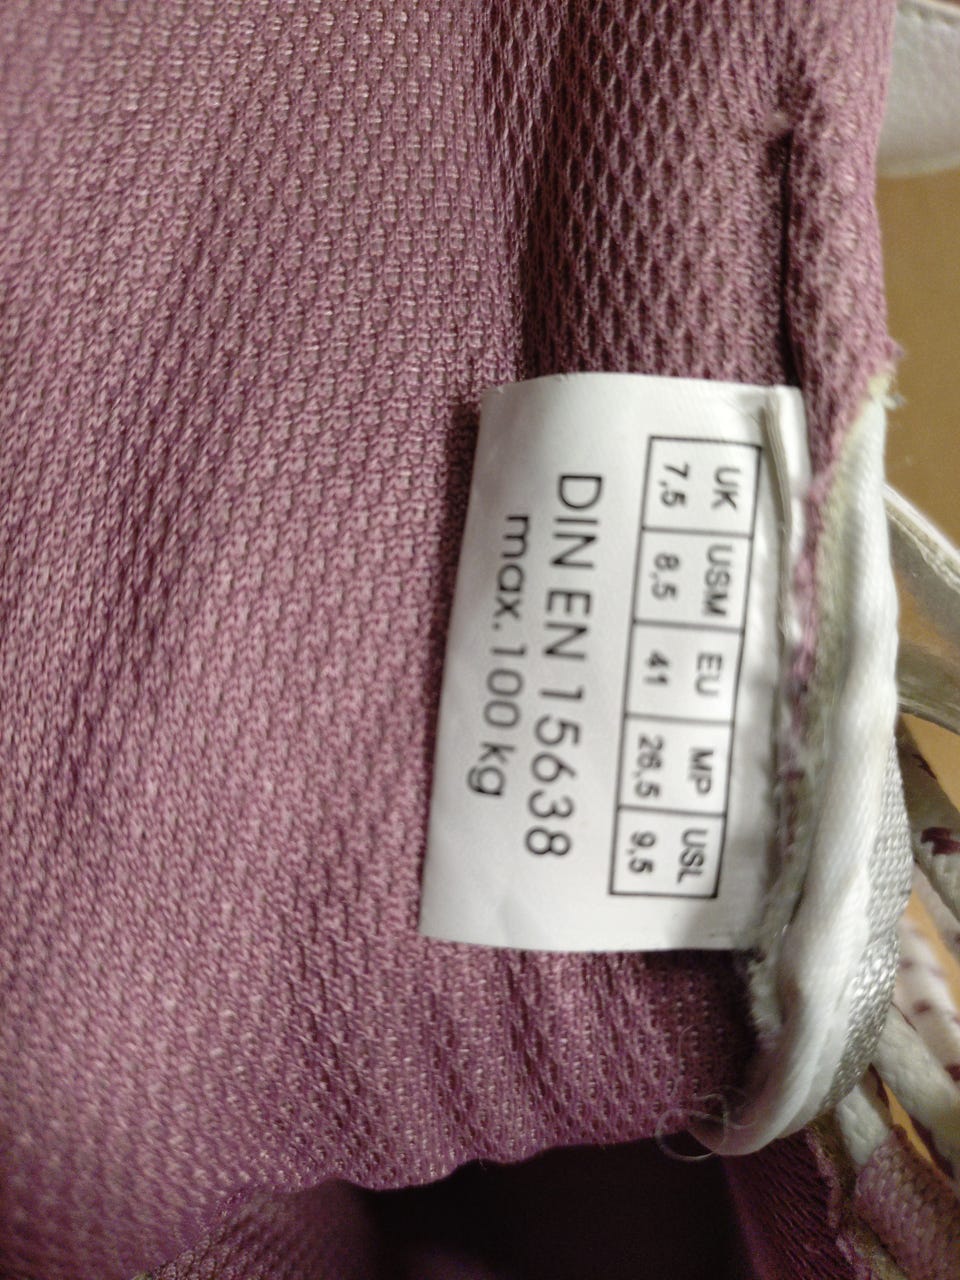 UK USM EU MP USL
7,5 8,5 41 26,5 9,5
DIN EN 15638
max. 100 kg